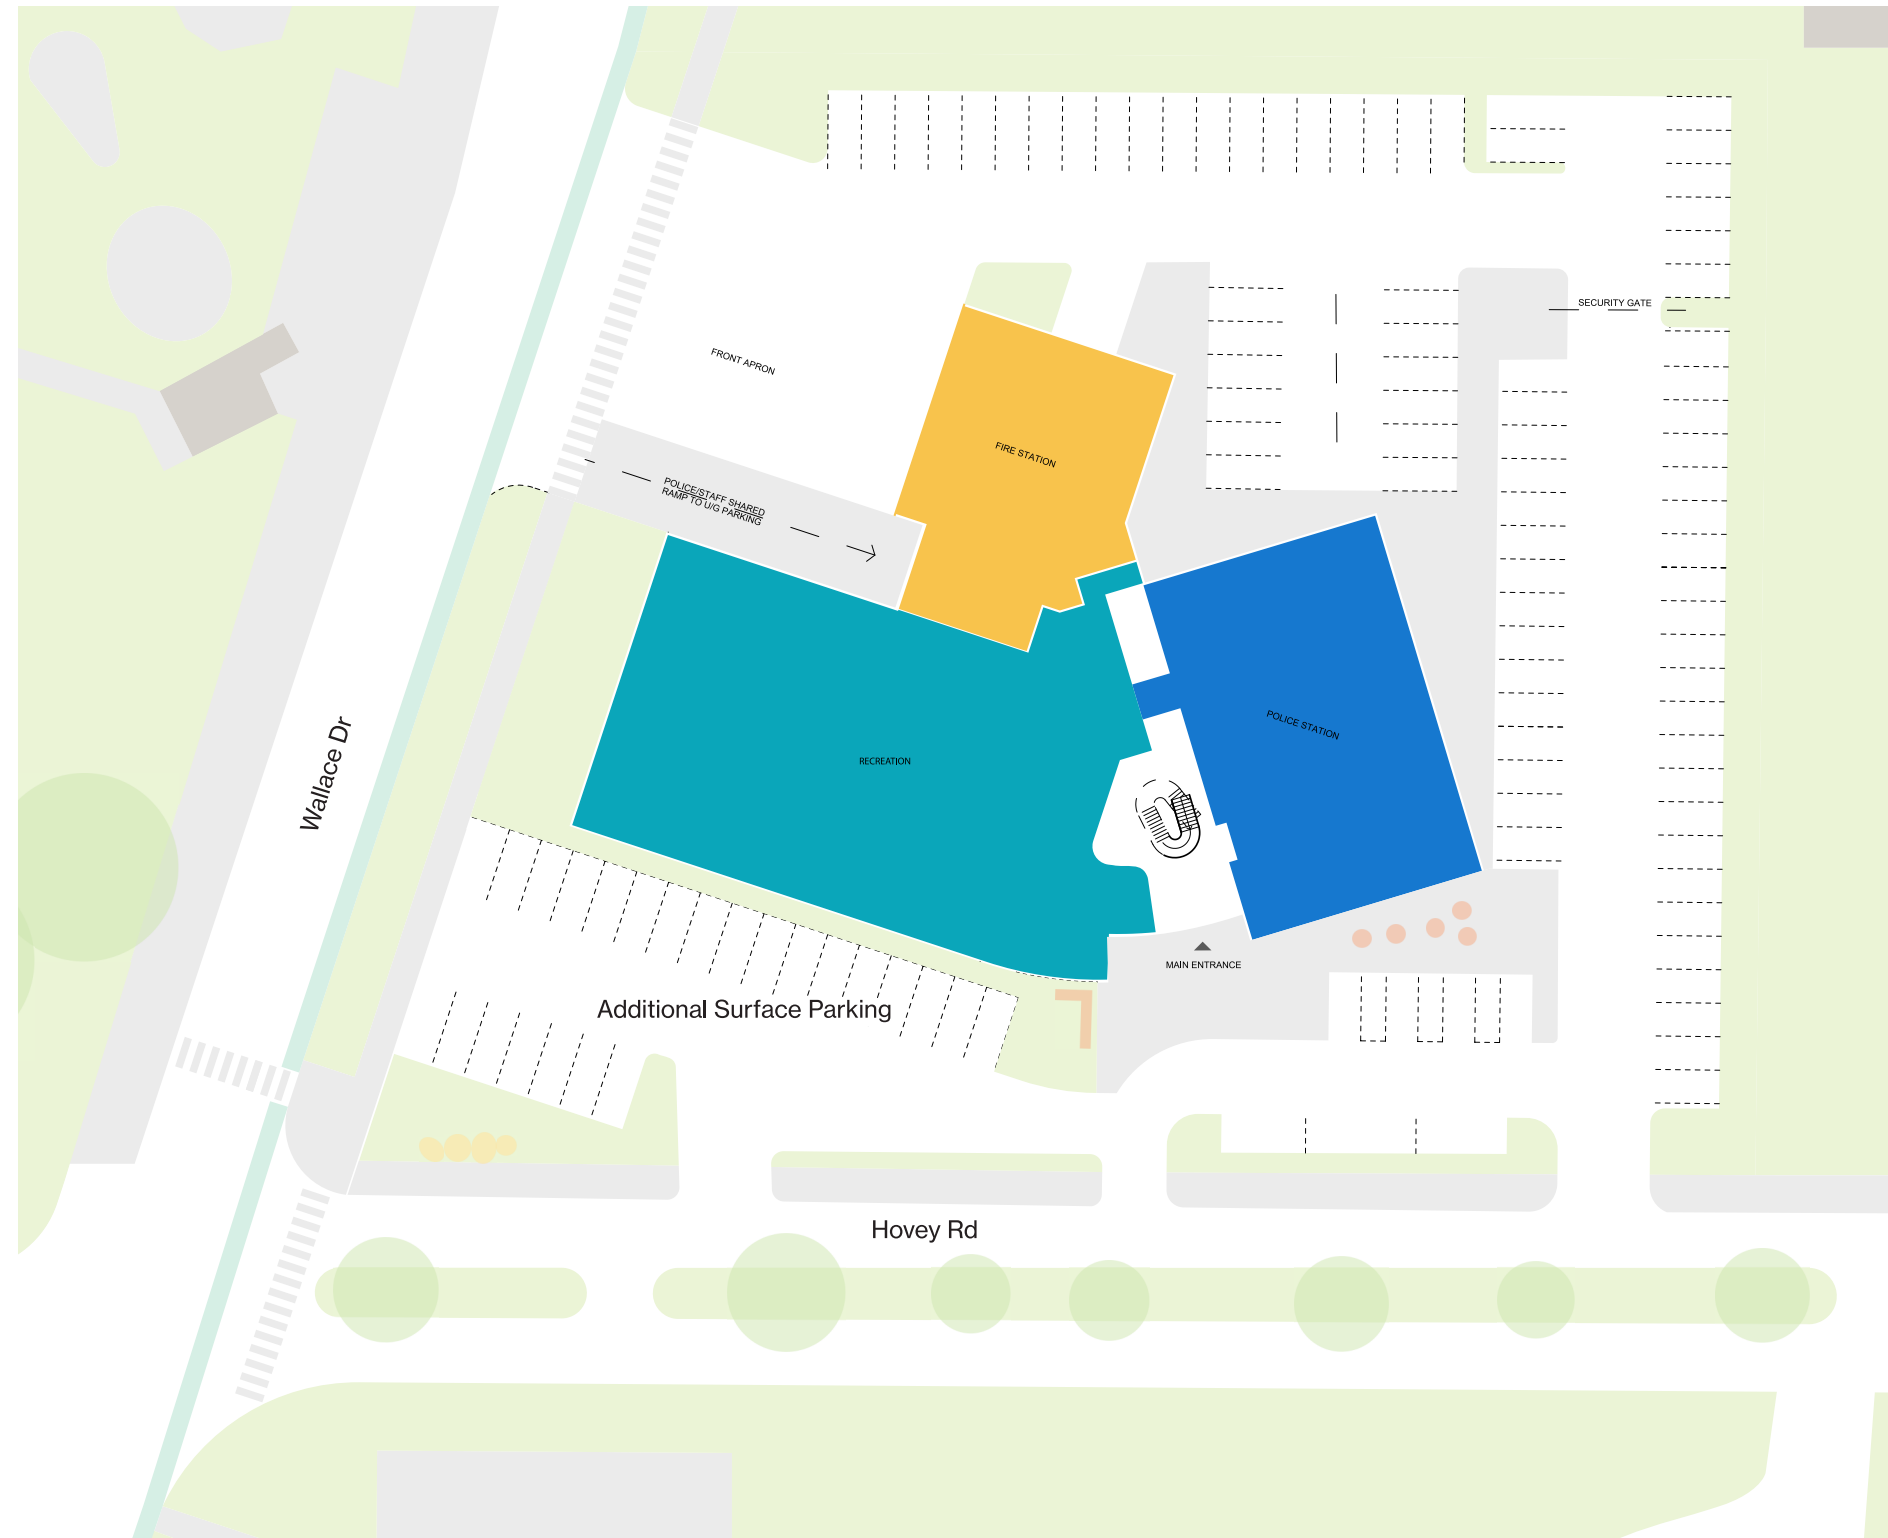 SECURITY GATE
FRONT APRON
FIRE STATION
POLICE/STAFF SHARED
RAMP TO U/G PARKING
POLICE STATION
RECREATION
Wallace Dr
MAIN ENTRANCE
Additional Surface Parking
Hovey Rd